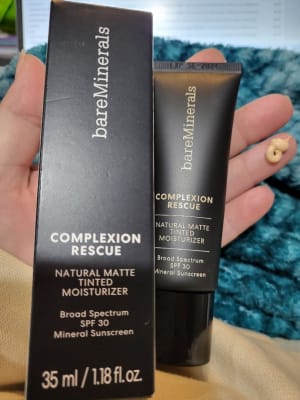 bareMinerals
COMPLEXION
RESCUE
NATURAL MATTE
TINTED
MOISTURIZER
Broad Spectrum
SPF 30
Mineral Sunscreen
35 ml / 1.18 fl.oz.
bareMinerals
COMPLEXION
RESCUE
NATURAL MATTE
TINTED
MOISTURIZER
Broad Spectrum
SPF 30
Mineral Sunscreen